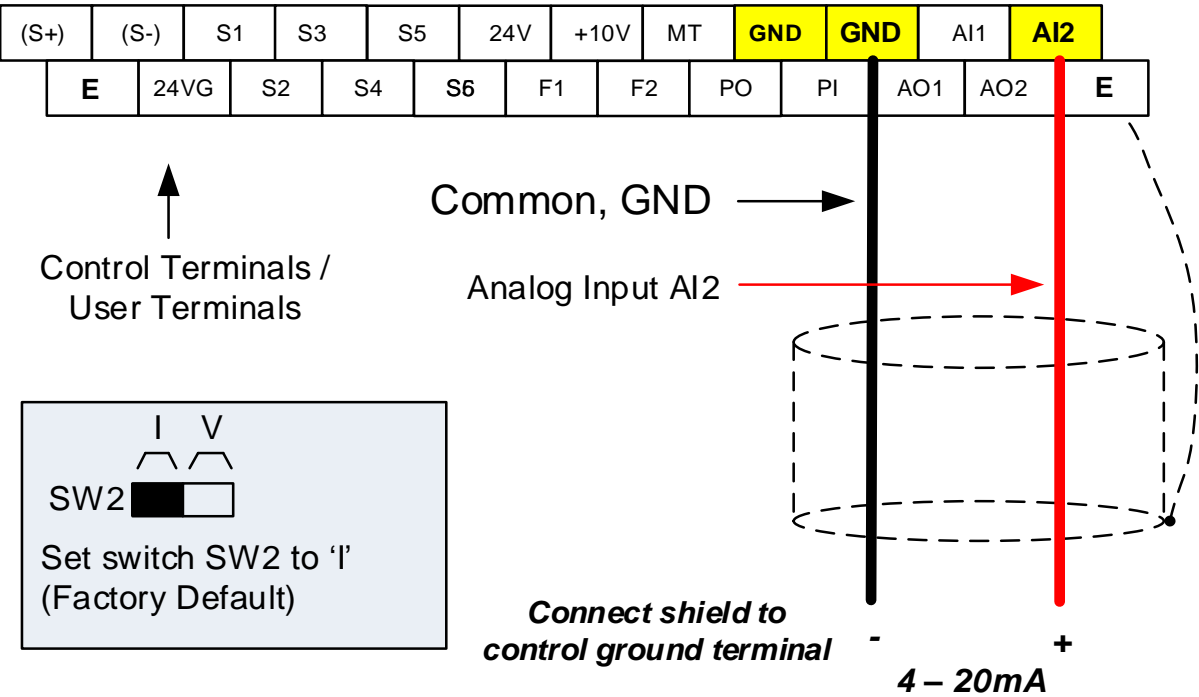 (S+) (S-) S1 S3 S5 24V +10V MT GND GND AI1 AI2
E 24VG S2 S4 S6 F1 F2 PO PI AO1 AO2 E
Common, GND
Control Terminals /
User Terminals
Analog Input AI2
I V
SW2
Set switch SW2 to ‘I’
(Factory Default)
Connect shield to
control ground terminal
- +
4 – 20mA